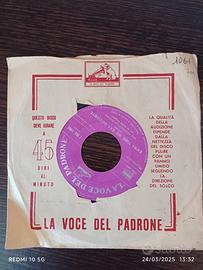 1061
QUESTO DISCO
DEVE GIRARE
A
45
GIRI
AL
MINUTO
LA QUALITÀ
DELLA
AUDIZIONE
DIPENDE
DALLA
NETTEZZA
DEL DISCO
PULIRE
CON UN
PANNO
UMIDO
SEGUENDO
LA
DIREZIONE
DEL SOLCO
LA VOCE DEL PADRONE
LA VOCE DEL PADRONE
REDMI 10 5G
24/03/2025 13:32